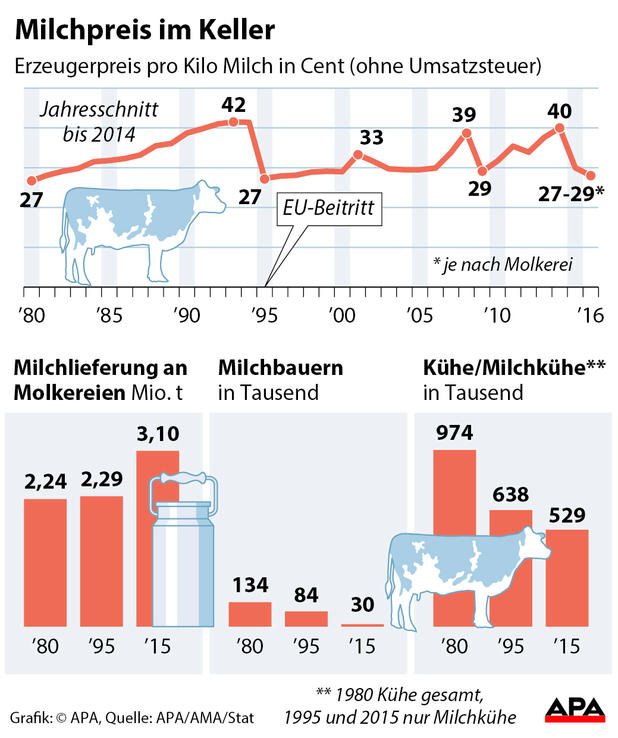 Milchpreis im Keller
Erzeugerpreis pro Kilo Milch in Cent (ohne Umsatzsteuer)
Jahresschnitt
bis 2014
42
33
39
40
27
27
29
27-29*
EU-Beitritt
* je nach Molkerei
’80 ’85 ’90 ’95 ’00 ’05 ’10 ’16
Milchlieferung an
Molkereien Mio. t
3,10
2,24 2,29
’80 ’95 ’15
Milchbauern
in Tausend
134 84 30
’80 ’95 ’15
Kühe/Milchkühe**
in Tausend
974
638
529
’80 ’95 ’15
** 1980 Kühe gesamt,
1995 und 2015 nur Milchkühe
Grafik: © APA, Quelle: APA/AMA/Stat
APA